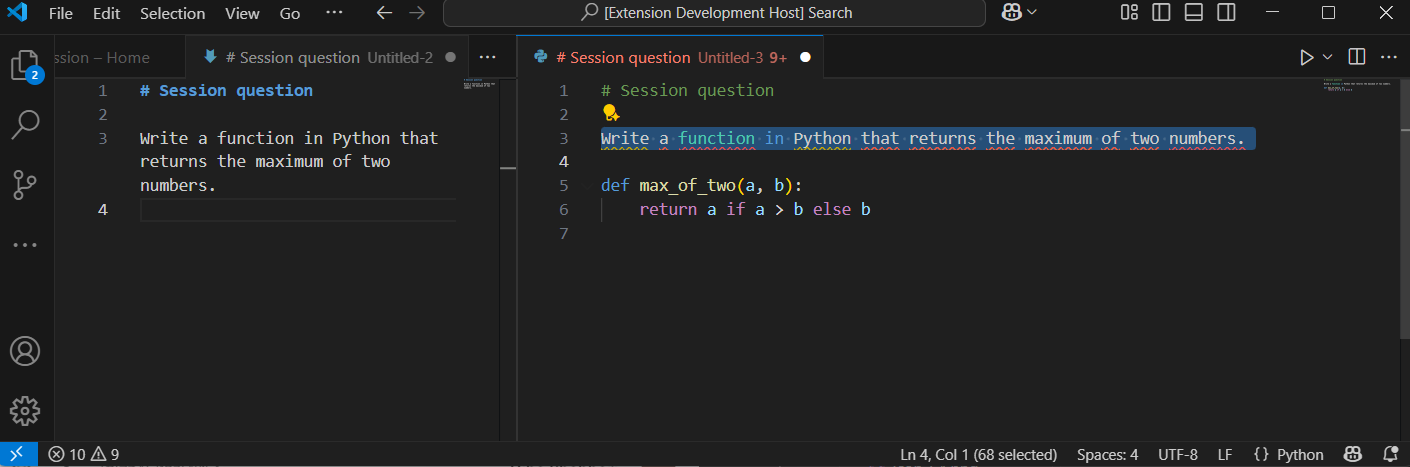 File Edit Selection View Go ··· [Extension Development Host] Search
ssion – Home # Session question Untitled-2 ···
# Session question Untitled-3 9+ ···
2
1 # Session question
2
3 Write a function in Python that
returns the maximum of two
numbers.
4
1 # Session question
2
3 Write·a·function·in·Python·that·returns·the·maximum·of·two·numbers.
4
5 def max_of_two(a, b):
6 return a if a > b else b
7
10 9 Ln 4, Col 1 (68 selected) Spaces: 4 UTF-8 LF { } Python